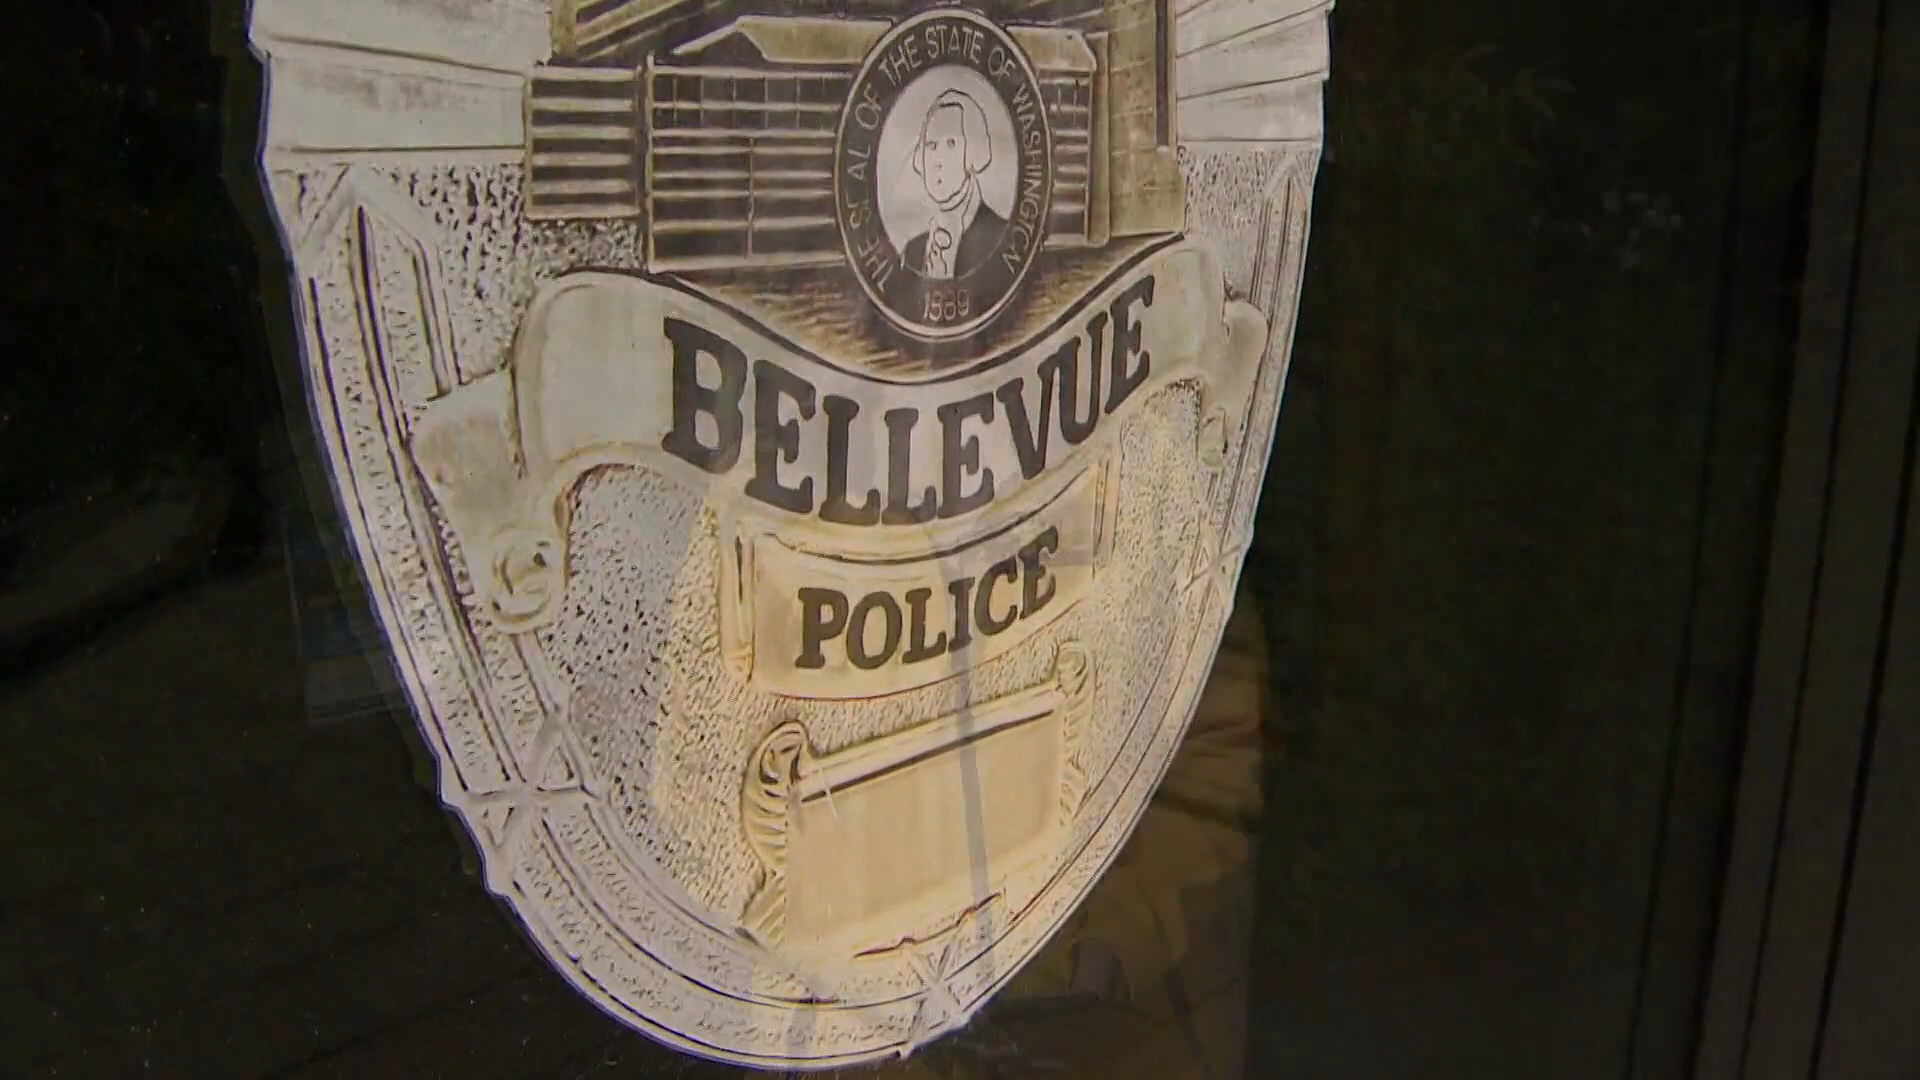 THE SEAL OF THE STATE OF WASHINGTON
1889
BELLEVUE
POLICE